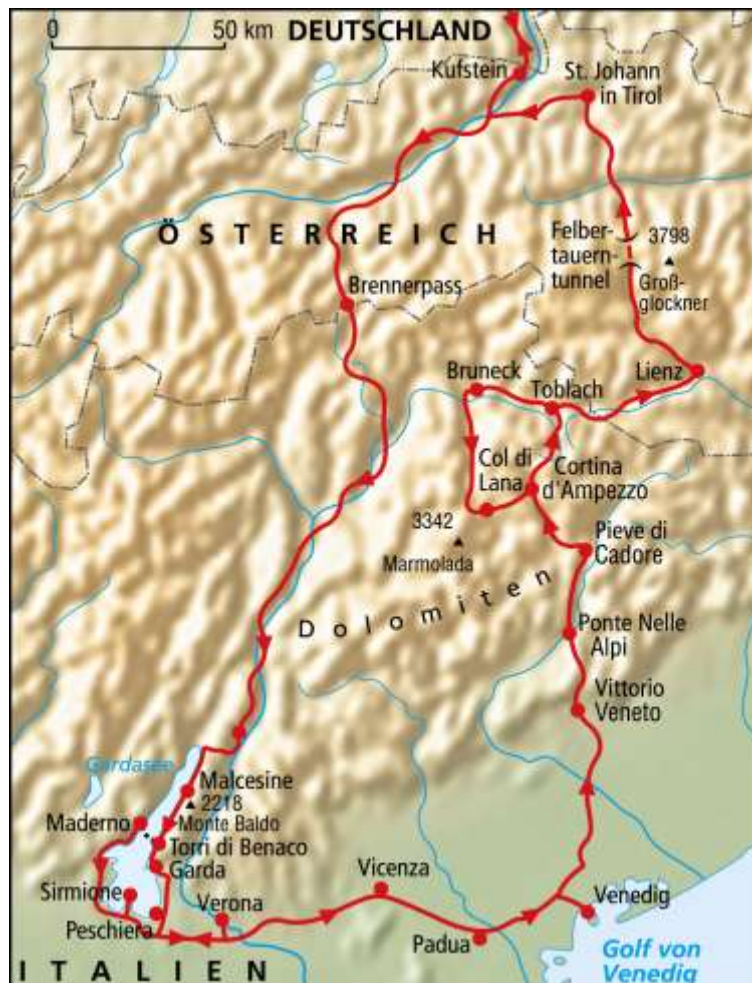 0
50 km
DEUTSCHLAND
Kufstein
St. Johann
in Tirol
ÖSTERREICH
Felber-
tauern-
tunnel
3798
Groß-
glockner
Brennerpass
Bruneck
Toblach
Lienz
Col di
Lana
Cortina
d'Ampezzo
3342
Marmolada
Pieve di
Cadore
Dolomiten
Ponte Nelle
Alpi
Vittorio
Veneto
Gardasee
Malcesine
2218
Monte Baldo
Maderno
Torri di Benaco
Garda
Sirmione
Peschiera
Verona
Vicenza
Venedig
Padua
Golf von
Venedig
ITALIEN